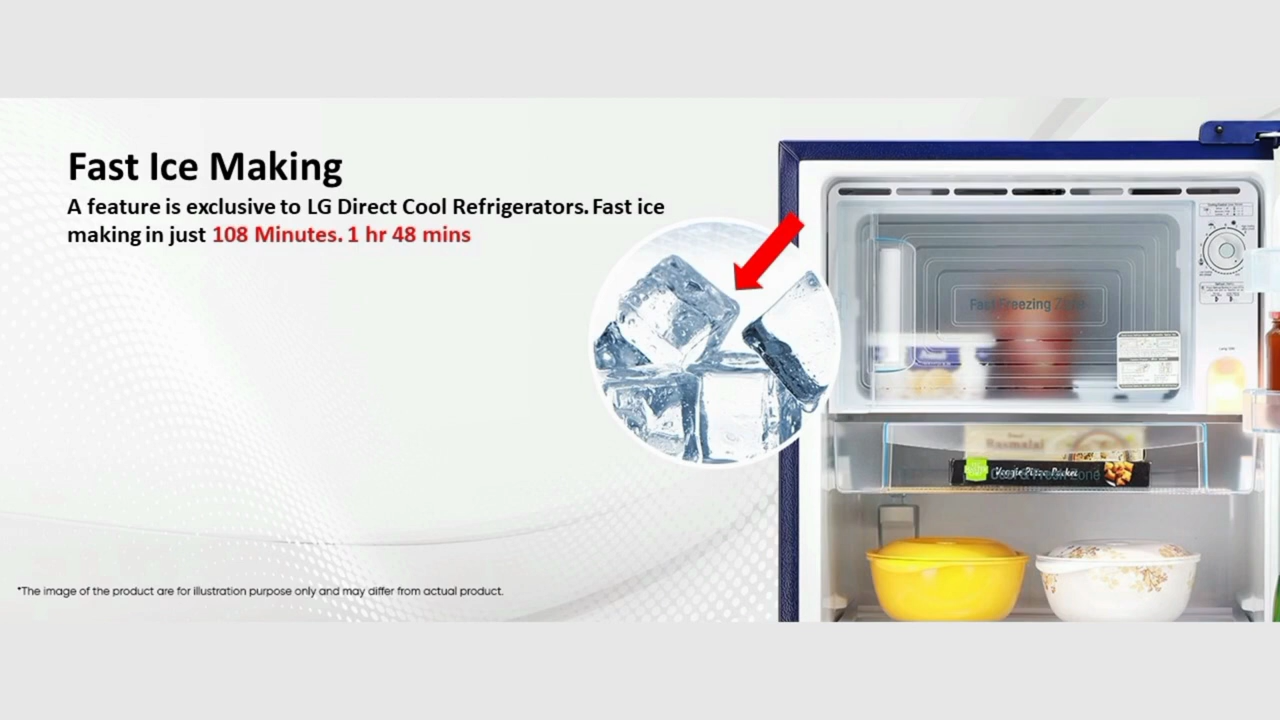 Fast Ice Making
A feature is exclusive to LG Direct Cool Refrigerators. Fast ice
making in just 108 Minutes. 1 hr 48 mins
Fast Freezing Zone
Rasmalai
Veggie Pizza Pocket
*The image of the product are for illustration purpose only and may differ from actual product.